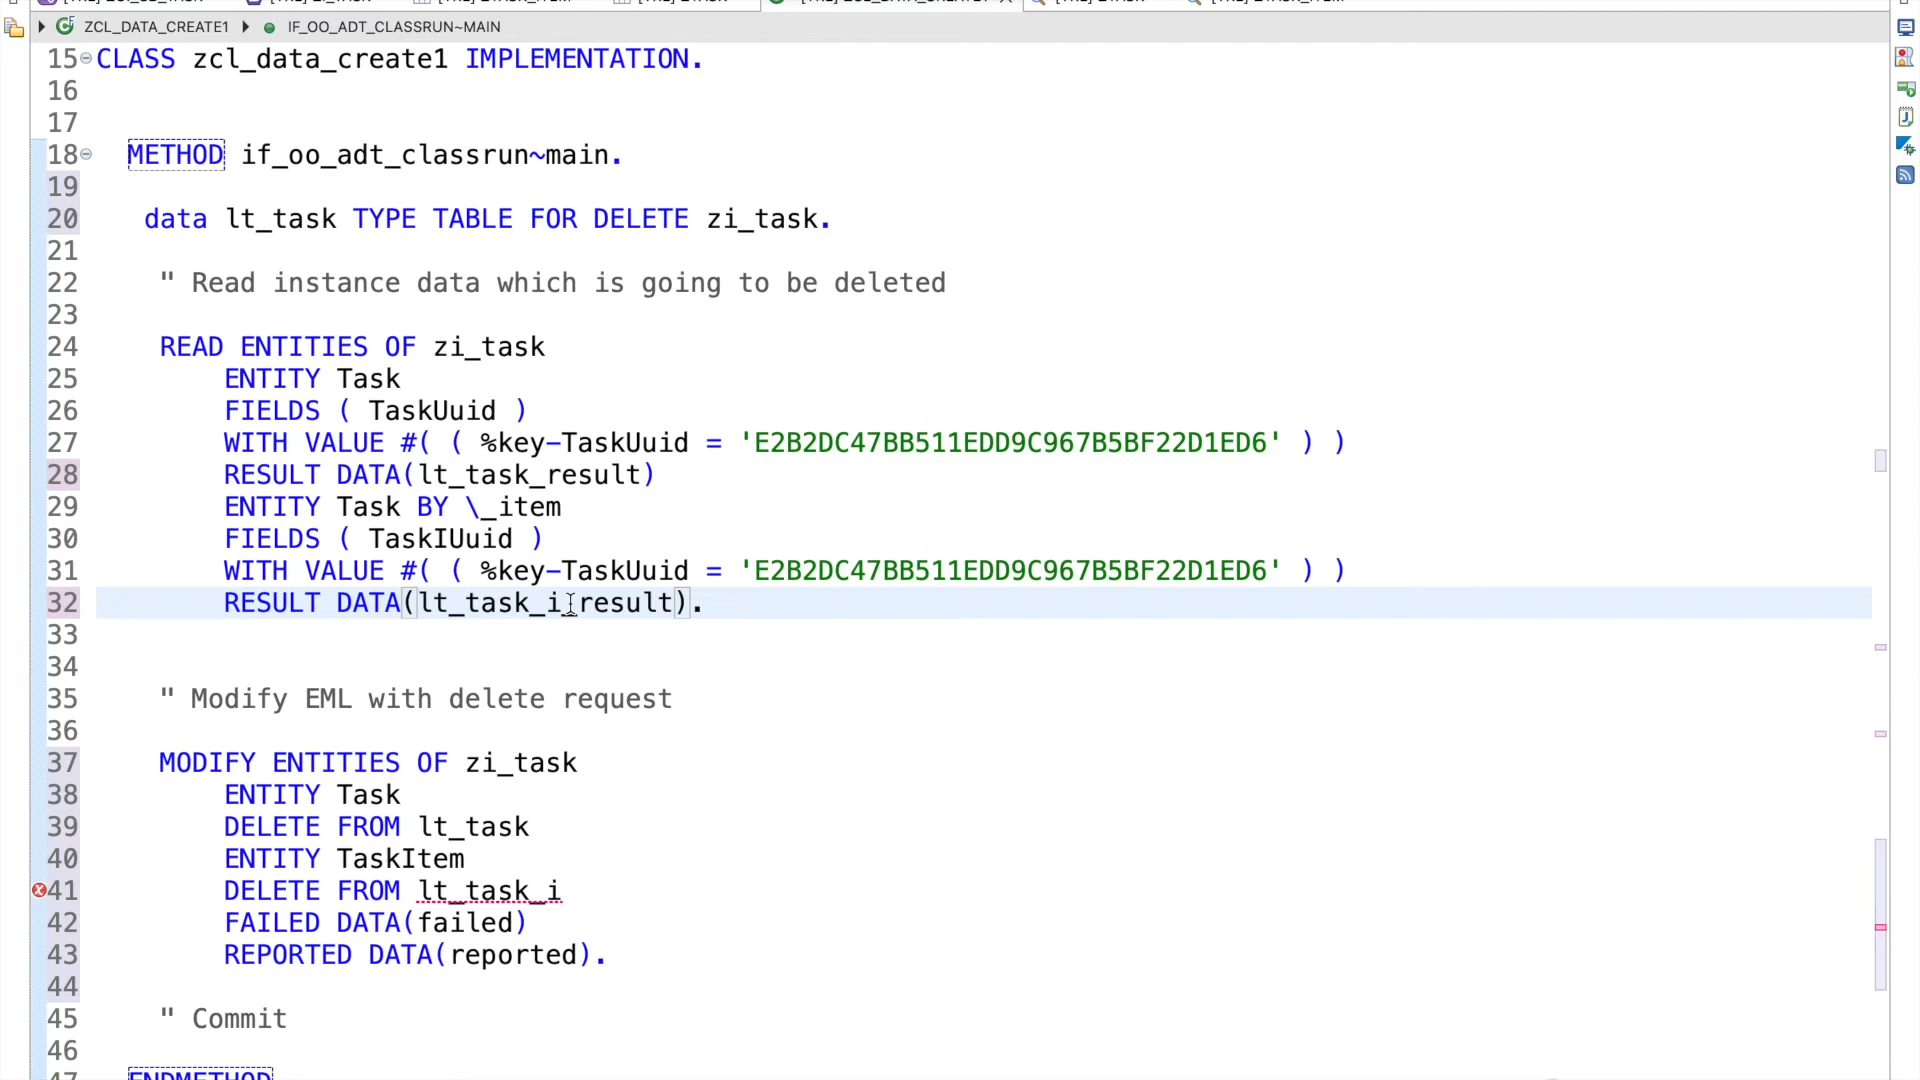 ZCL_DATA_CREATE1 IF_OO_ADT_CLASSRUN~MAIN
15 CLASS zcl_data_create1 IMPLEMENTATION.
16
17
18 METHOD if_oo_adt_classrun~main.
19
20 data lt_task TYPE TABLE FOR DELETE zi_task.
21
22 " Read instance data which is going to be deleted
23
24 READ ENTITIES OF zi_task
25 ENTITY Task
26 FIELDS ( TaskUuid )
27 WITH VALUE #( ( %key-TaskUuid = 'E2B2DC47BB511EDD9C967B5BF22D1ED6' ) )
28 RESULT DATA(lt_task_result)
29 ENTITY Task BY \_item
30 FIELDS ( TaskIUuid )
31 WITH VALUE #( ( %key-TaskUuid = 'E2B2DC47BB511EDD9C967B5BF22D1ED6' ) )
32 RESULT DATA(lt_task_i_result).
33
34
35 " Modify EML with delete request
36
37 MODIFY ENTITIES OF zi_task
38 ENTITY Task
39 DELETE FROM lt_task
40 ENTITY TaskItem
41 DELETE FROM lt_task_i
42 FAILED DATA(failed)
43 REPORTED DATA(reported).
44
45 " Commit
46
47 ENDMETHOD